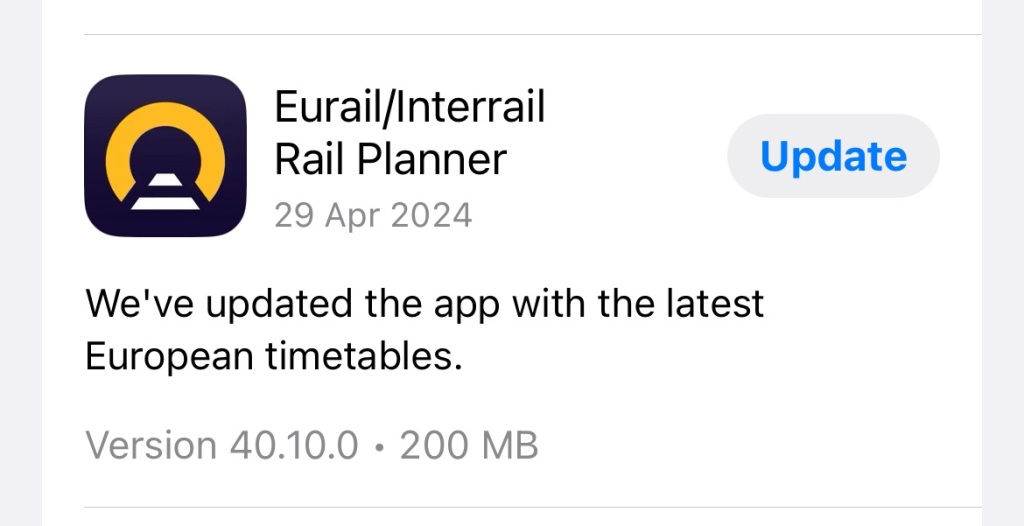 Eurail/Interrail
Rail Planner
29 Apr 2024
Update
We've updated the app with the latest
European timetables.
Version 40.10.0 • 200 MB